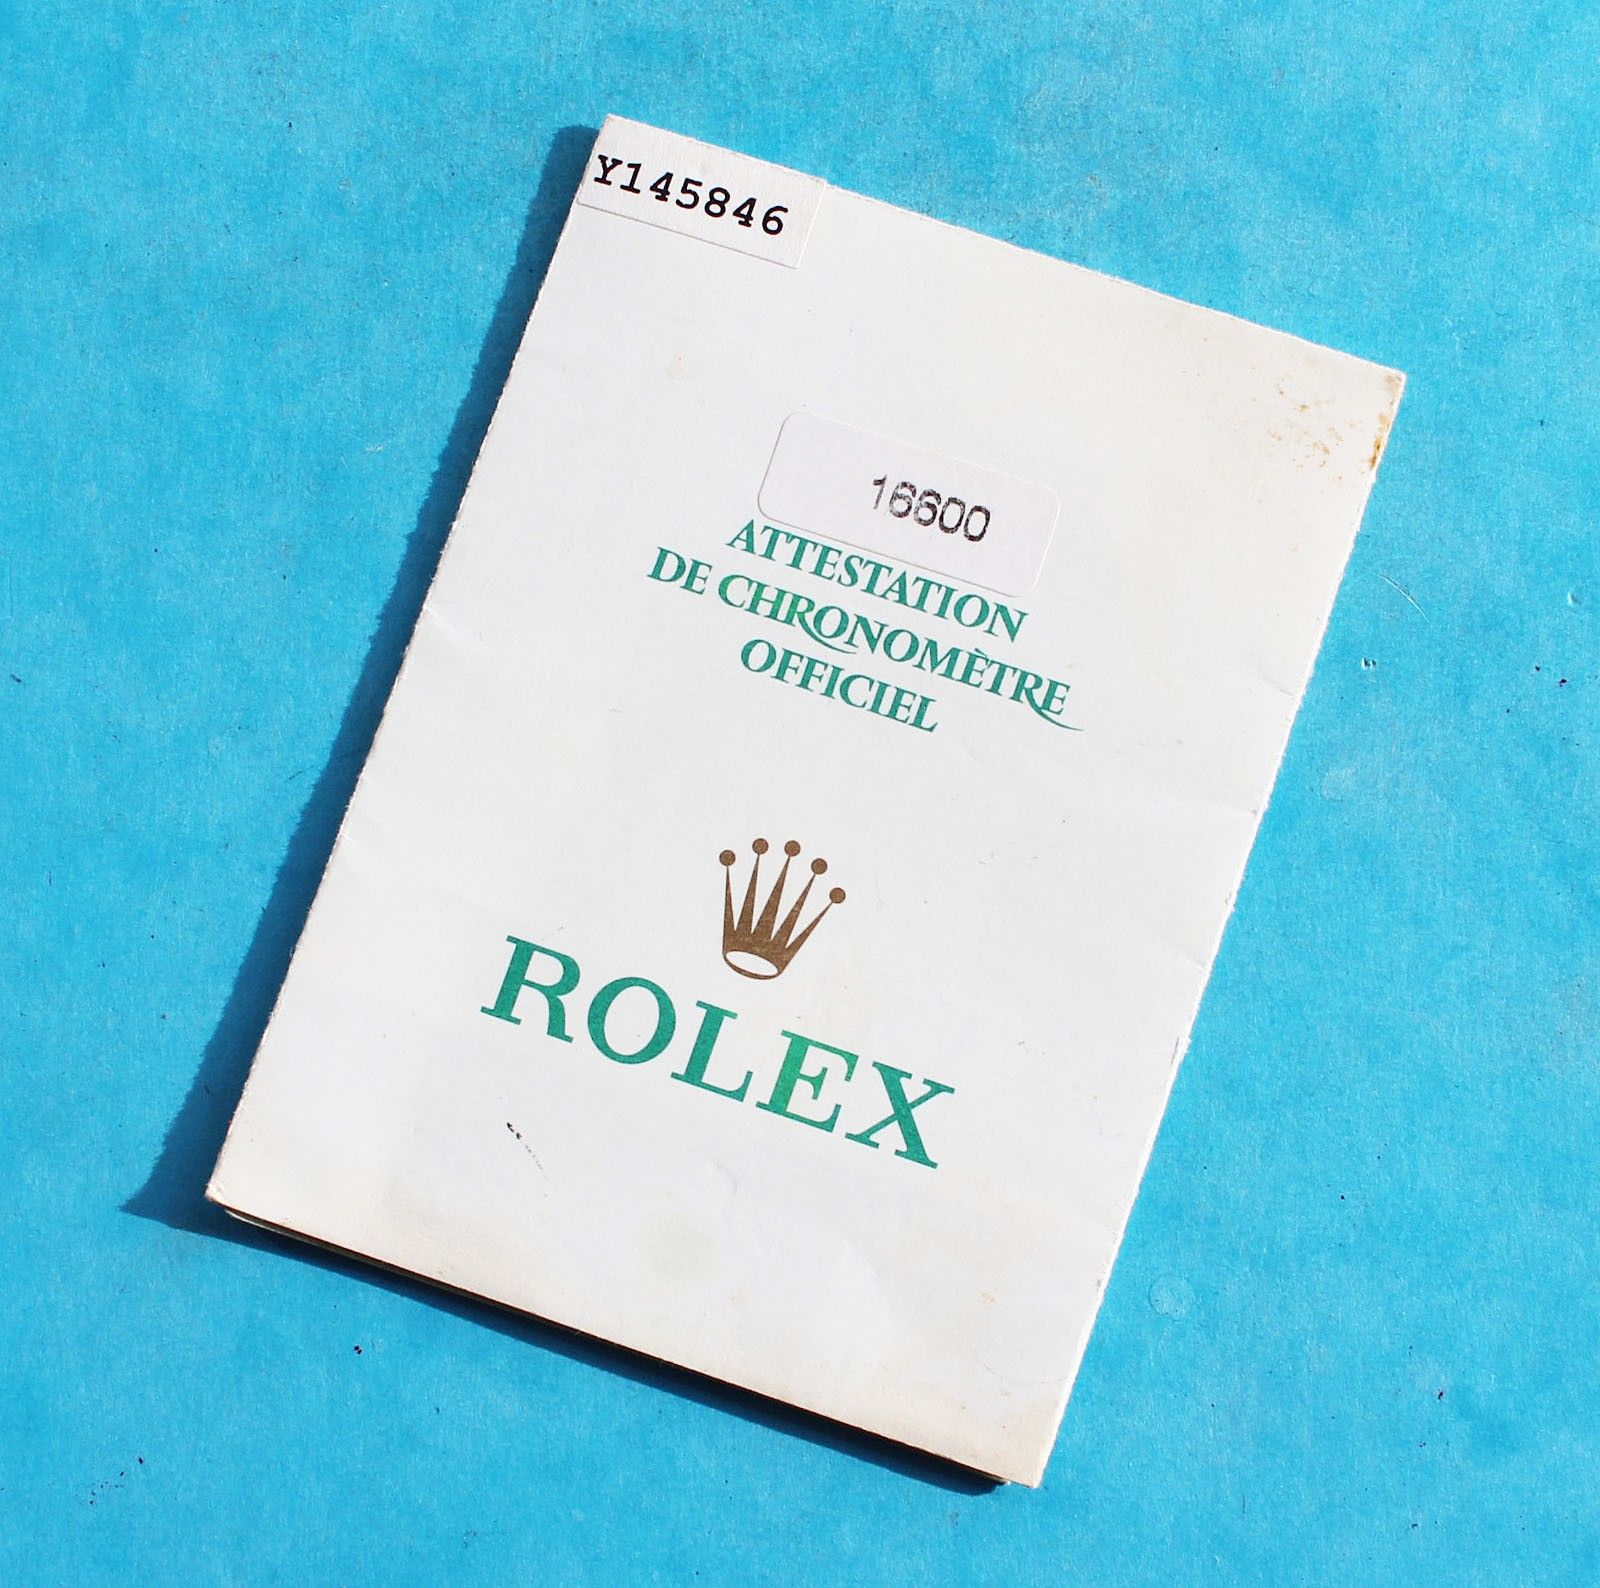 Y145846
16600
ATTESTATION
DE CHRONOMÈTRE
OFFICIEL
ROLEX